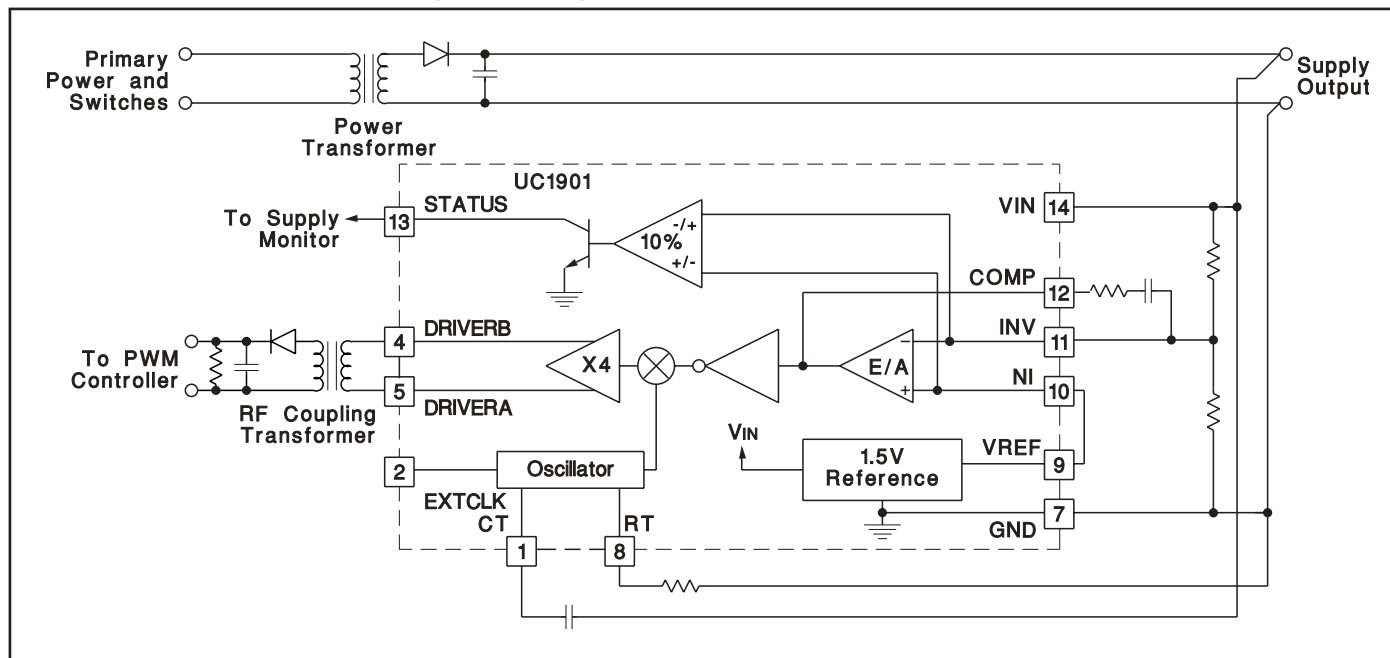 Primary
Power and
Switches
Power
Transformer
Supply
Output
UC1901
To Supply
Monitor
13
STATUS
10%
-/+
+/-
VIN
14
COMP
12
INV
11
NI
10
VREF
9
GND
7
To PWM
Controller
RF Coupling
Transformer
4
DRIVERB
5
DRIVERA
X4
E/A
-
+
VIN
1.5V
Reference
2
EXTCLK
Oscillator
CT
1
RT
8